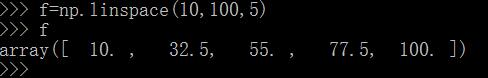 >>> f=np.linspace(10,100,5)
>>> f
array([  10. ,   32.5,   55. ,   77.5,  100. ])
>>>